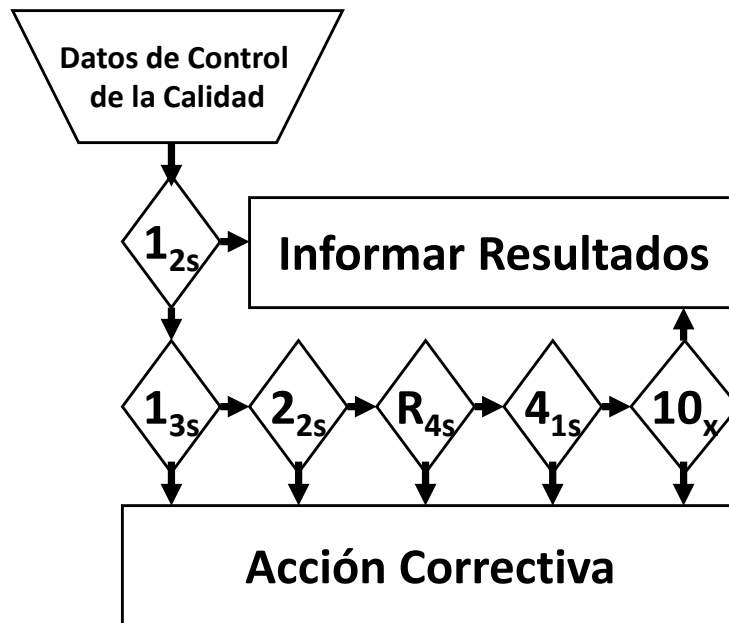 Datos de Control
de la Calidad
1₂ₛ
Informar Resultados
1₃ₛ 2₂ₛ R₄ₛ 4₁ₛ 10ₓ
Acción Correctiva